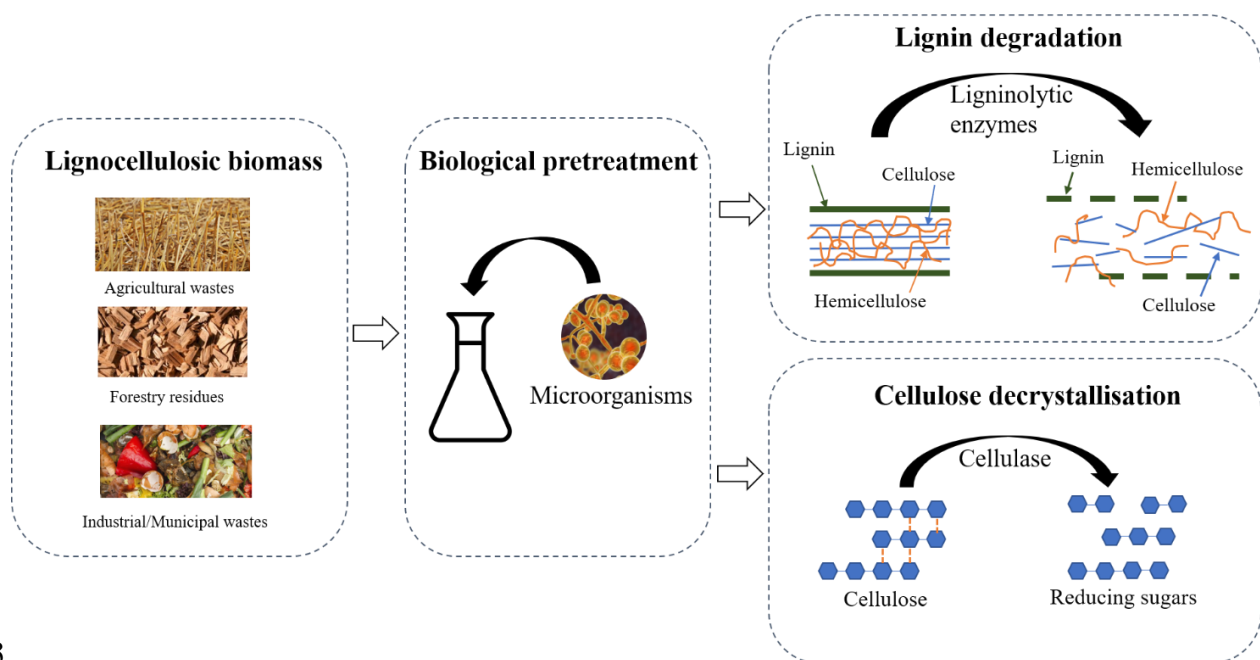 Lignocellulosic biomass
Agricultural wastes
Forestry residues
Industrial/Municipal wastes
Biological pretreatment
Microorganisms
Lignin degradation
Ligninolytic
enzymes
Lignin
Cellulose
Hemicellulose
Lignin
Hemicellulose
Cellulose
Cellulose decrystallisation
Cellulase
Cellulose
Reducing sugars